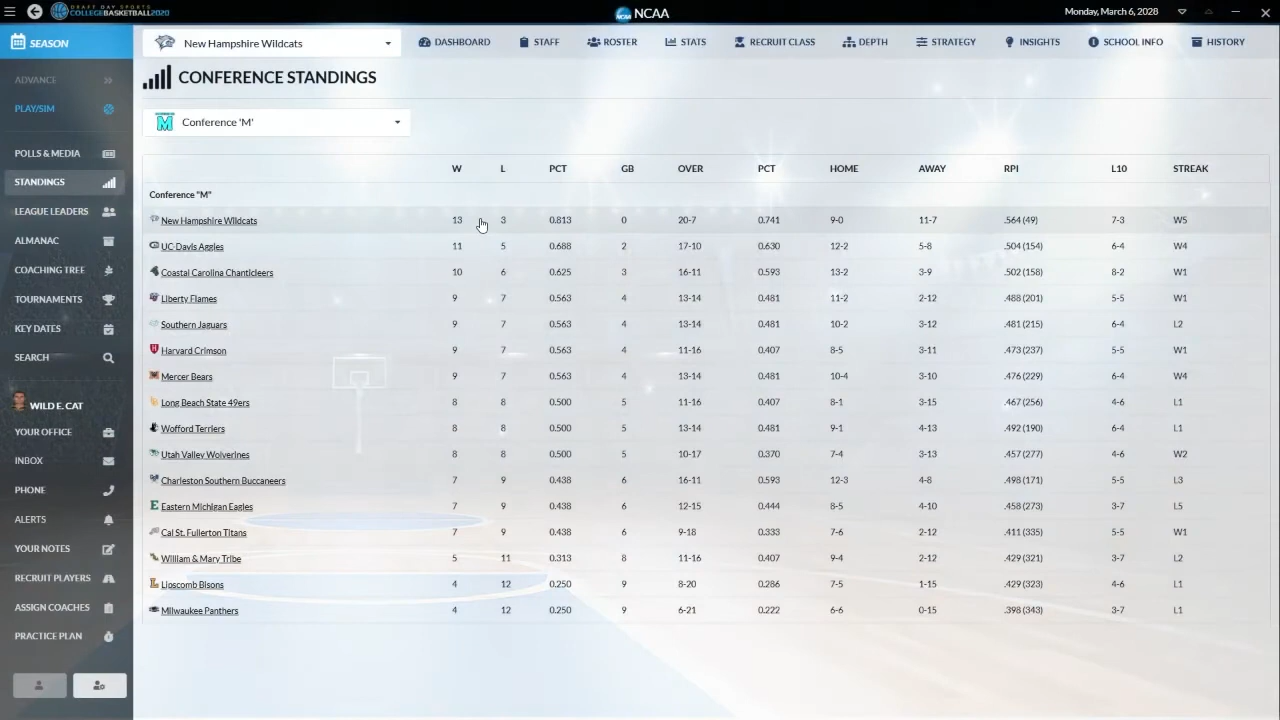 DRAFT DAY SPORTS
COLLEGE BASKETBALL 2020
NCAA
Monday, March 6, 2028
SEASON
New Hampshire Wildcats
DASHBOARD STAFF ROSTER STATS RECRUIT CLASS DEPTH STRATEGY INSIGHTS SCHOOL INFO HISTORY
ADVANCE
PLAY/SIM
POLLS & MEDIA
STANDINGS
LEAGUE LEADERS
ALMANAC
COACHING TREE
TOURNAMENTS
KEY DATES
SEARCH
WILD E. CAT
YOUR OFFICE
INBOX
PHONE
ALERTS
YOUR NOTES
RECRUIT PLAYERS
ASSIGN COACHES
PRACTICE PLAN
CONFERENCE STANDINGS
M Conference 'M'
W L PCT GB OVER PCT HOME AWAY RPI L10 STREAK
Conference "M"
New Hampshire Wildcats 13 3 0.813 0 20-7 0.741 9-0 11-7 .564 (49) 7-3 W5
UC Davis Aggies 11 5 0.688 2 17-10 0.630 12-2 5-8 .504 (154) 6-4 W4
Coastal Carolina Chanticleers 10 6 0.625 3 16-11 0.593 13-2 3-9 .502 (158) 8-2 W1
Liberty Flames 9 7 0.563 4 13-14 0.481 11-2 2-12 .488 (201) 5-5 W1
Southern Jaguars 9 7 0.563 4 13-14 0.481 10-2 3-12 .481 (215) 6-4 L2
Harvard Crimson 9 7 0.563 4 11-16 0.407 8-5 3-11 .473 (237) 5-5 W1
Mercer Bears 9 7 0.563 4 13-14 0.481 10-4 3-10 .476 (229) 6-4 W4
Long Beach State 49ers 8 8 0.500 5 11-16 0.407 8-1 3-15 .467 (256) 4-6 L1
Wofford Terriers 8 8 0.500 5 13-14 0.481 9-1 4-13 .492 (190) 6-4 L1
Utah Valley Wolverines 8 8 0.500 5 10-17 0.370 7-4 3-13 .457 (277) 4-6 W2
Charleston Southern Buccaneers 7 9 0.438 6 16-11 0.593 12-3 4-8 .498 (171) 5-5 L3
Eastern Michigan Eagles 7 9 0.438 6 12-15 0.444 8-5 4-10 .458 (273) 3-7 L5
Cal St. Fullerton Titans 7 9 0.438 6 9-18 0.333 7-6 2-12 .411 (335) 5-5 W1
William & Mary Tribe 5 11 0.313 8 11-16 0.407 9-4 2-12 .429 (321) 3-7 L2
Lipscomb Bisons 4 12 0.250 9 8-20 0.286 7-5 1-15 .429 (323) 4-6 L1
Milwaukee Panthers 4 12 0.250 9 6-21 0.222 6-6 0-15 .398 (343) 3-7 L1